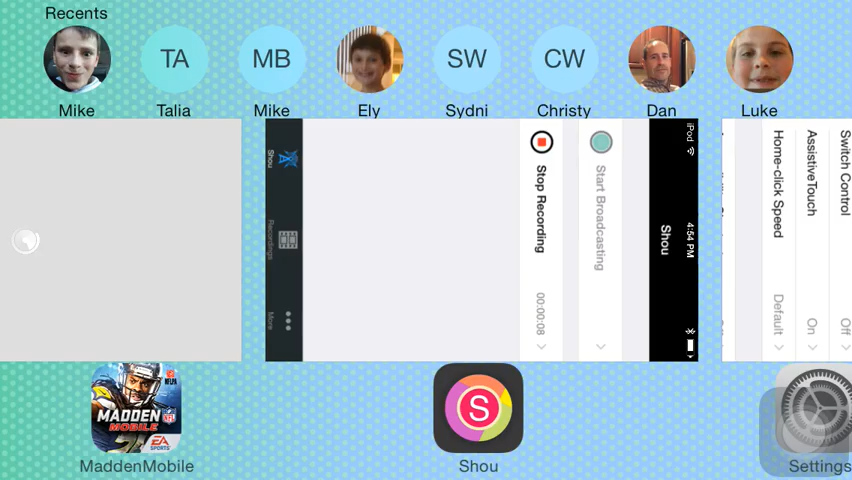 Recents
TA
MB
SW
CW
Mike
Talia
Mike
Ely
Sydni
Christy
Dan
Luke
iPod
4:54 PM
Shou
Start Broadcasting
Stop Recording
00:00:08
Shou
Recordings
More
Switch Control
Off
AssistiveTouch
On
Home-click Speed
Default
NFLPA
NFL
MADDEN
MOBILE
EA
SPORTS
S
MaddenMobile
Shou
Settings